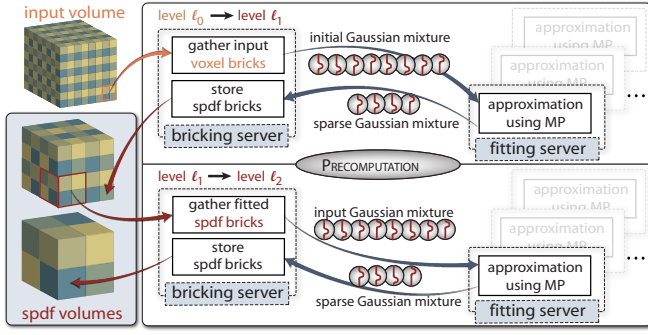 input volume
level ℓ0 → level ℓ1
gather input
voxel bricks
store
spdf bricks
bricking server
initial Gaussian mixture
sparse Gaussian mixture
approximation
using MP
approximation
using MP
approximation
using MP
...
fitting server
PRECOMPUTATION
level ℓ1 → level ℓ2
gather fitted
spdf bricks
store
spdf bricks
bricking server
input Gaussian mixture
sparse Gaussian mixture
approximation
using MP
approximation
using MP
approximation
using MP
...
fitting server
spdf volumes